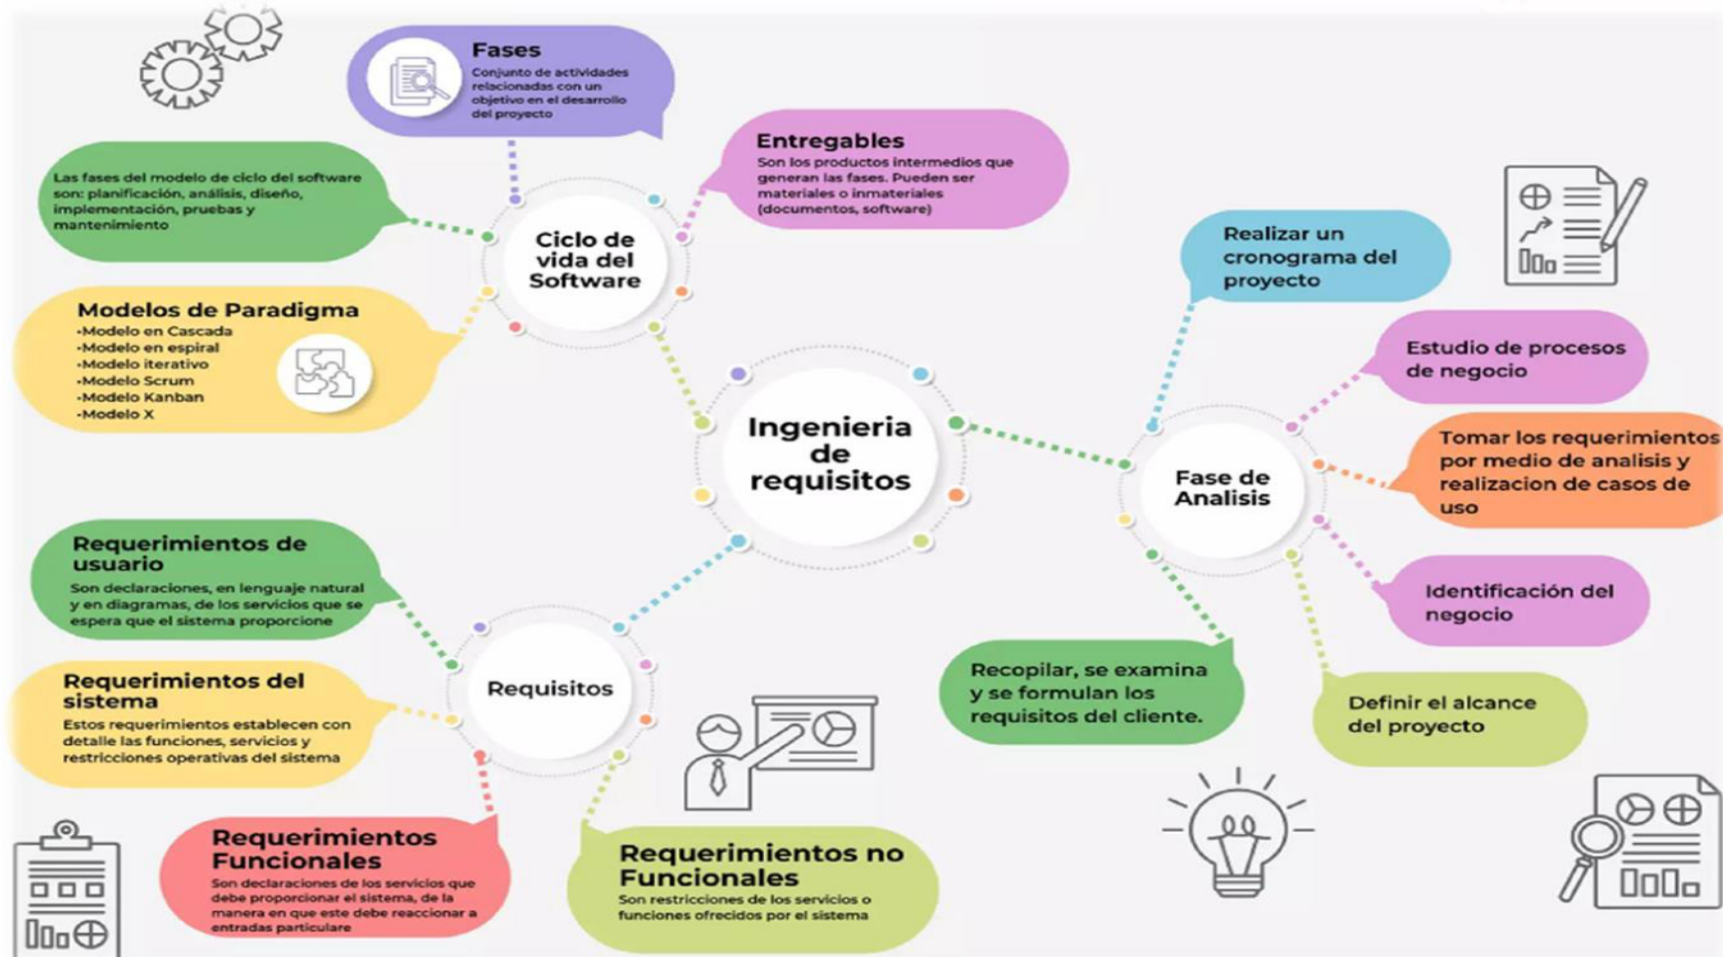 Fases
Conjunto de actividades
relacionadas con un
objetivo en el desarrollo
del proyecto
Entregables
Son los productos intermedios que
generan las fases. Pueden ser
materiales o inmateriales
(documentos, software)
Las fases del modelo de ciclo del software
son: planificación, análisis, diseño,
implementación, pruebas y
mantenimiento
Ciclo de
vida del
Software
Modelos de Paradigma
•Modelo en Cascada
•Modelo en espiral
•Modelo iterativo
•Modelo Scrum
•Modelo Kanban
•Modelo X
Ingenieria
de
requisitos
Realizar un
cronograma del
proyecto
Estudio de procesos
de negocio
Tomar los requerimientos
por medio de analisis y
realizacion de casos de
uso
Fase de
Analisis
Identificación del
negocio
Definir el alcance
del proyecto
Recopilar, se examina
y se formulan los
requisitos del cliente.
Requerimientos de
usuario
Son declaraciones, en lenguaje natural
y en diagramas, de los servicios que se
espera que el sistema proporcione
Requisitos
Requerimientos del
sistema
Estos requerimientos establecen con
detalle las funciones, servicios y
restricciones operativas del sistema
Requerimientos
Funcionales
Son declaraciones de los servicios que
debe proporcionar el sistema, de la
manera en que este debe reaccionar a
entradas particulare
Requerimientos no
Funcionales
Son restricciones de los servicios o
funciones ofrecidos por el sistema